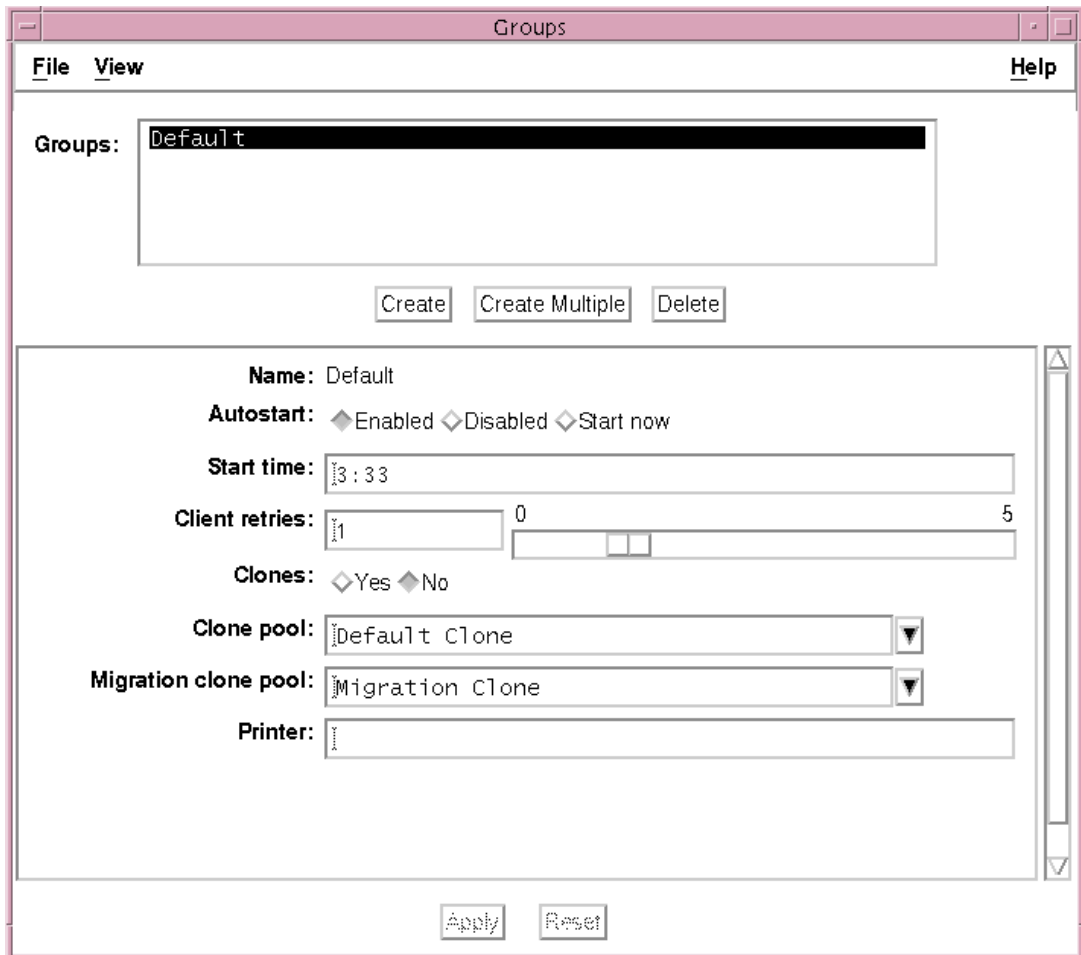 Groups
File View Help
Groups: Default
Create Create Multiple Delete
Name: Default
Autostart: Enabled Disabled Start now
Start time: 3:33
Client retries: 1 0 5
Clones: Yes No
Clone pool: Default Clone
Migration clone pool: Migration Clone
Printer:
Apply Reset